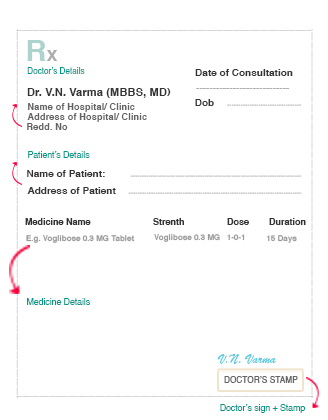 Rx
Doctor's Details
Date of Consultation
Dr. V.N. Varma (MBBS, MD)
Dob
Name of Hospital/ Clinic
Address of Hospital/ Clinic
Redd. No
Patient's Details
Name of Patient:
Address of Patient
Medicine Name Strenth Dose Duration
E.g. Voglibose 0.3 MG Tablet Voglibose 0.3 MG 1-0-1 15 Days
Medicine Details
V.N. Varma
DOCTOR'S STAMP
Doctor's sign + Stamp